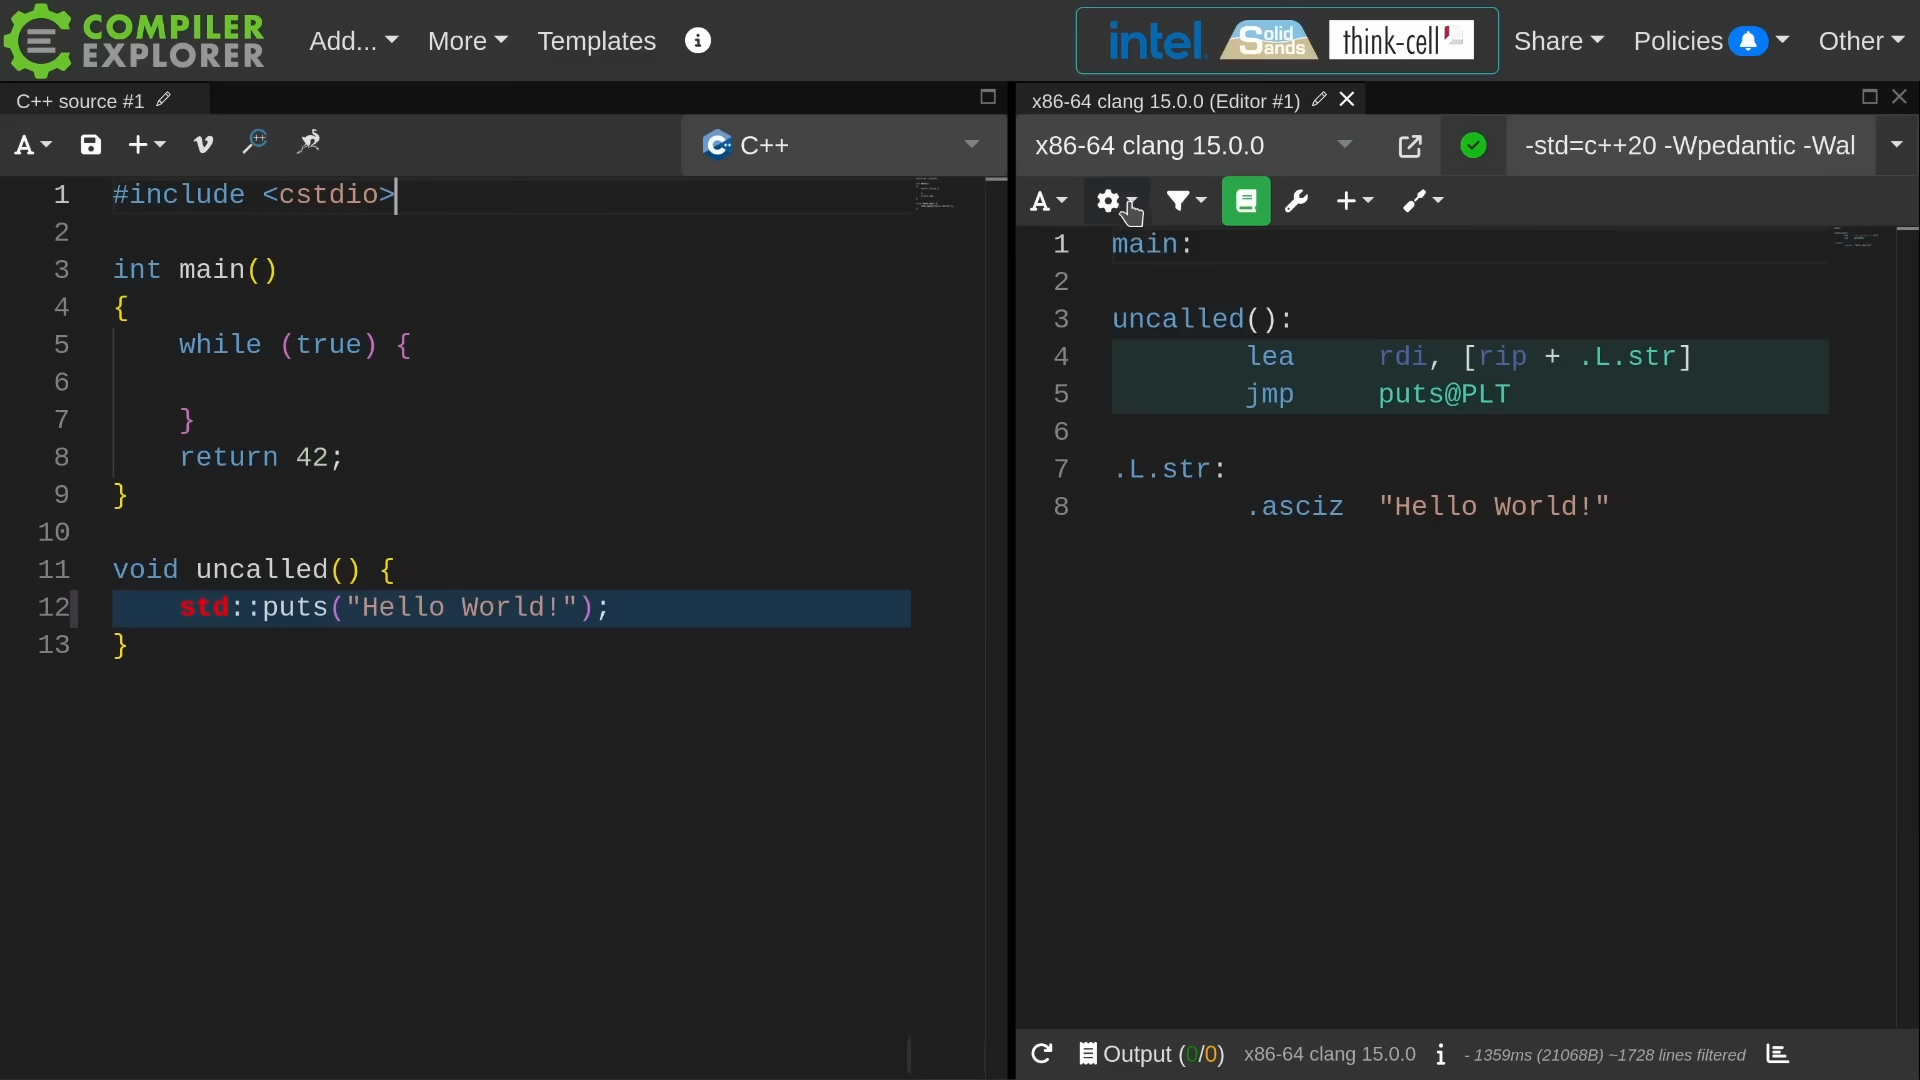 COMPILER
EXPLORER
Add...
More
Templates
intel.
Solid
Sands
think-cell
Share
Policies
Other
C++ source #1
x86-64 clang 15.0.0 (Editor #1)
A
C++
x86-64 clang 15.0.0
-std=c++20 -Wpedantic -Wal
A
1 #include <cstdio>
2
3 int main()
4 {
5 while (true) {
6
7 }
8 return 42;
9 }
10
11 void uncalled() {
12 std::puts("Hello World!");
13 }
1 main:
2
3 uncalled():
4 lea rdi, [rip + .L.str]
5 jmp puts@PLT
6
7 .L.str:
8 .asciz "Hello World!"
Output (0/0) x86-64 clang 15.0.0 i - 1359ms (21068B) ~1728 lines filtered